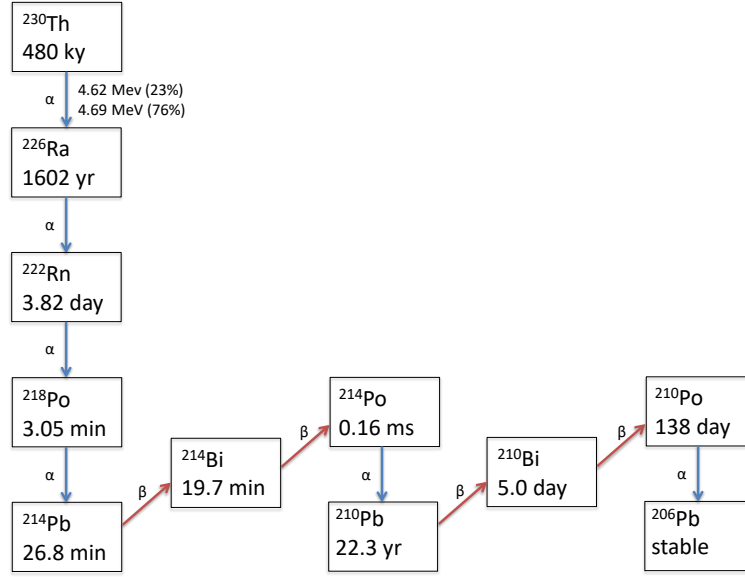 ²³⁰Th
480 ky
α
4.62 Mev (23%)
4.69 MeV (76%)
²²⁶Ra
1602 yr
α
²²²Rn
3.82 day
α
²¹⁸Po
3.05 min
α
²¹⁴Pb
26.8 min
β
²¹⁴Bi
19.7 min
β
²¹⁴Po
0.16 ms
α
²¹⁰Pb
22.3 yr
β
²¹⁰Bi
5.0 day
β
²¹⁰Po
138 day
α
²⁰⁶Pb
stable